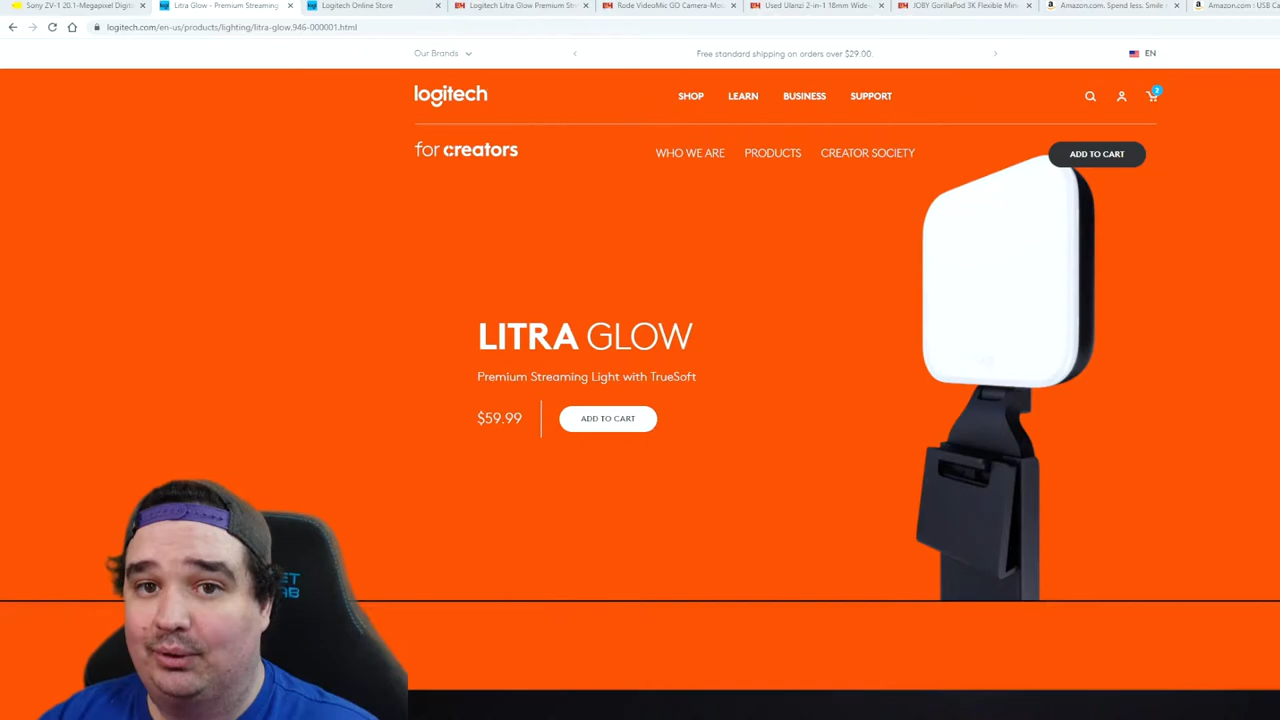 Sony ZV-1 20.1-Megapixel Digit
Litra Glow - Premium Streaming
Logitech Online Store
Logitech Litra Glow Premium Str
Rode VideoMic GO Camera-Mou
Used Ulanzi 2-in-1 18mm Wide-
JOBY GorillaPod 3K Flexible Min
Amazon.com. Spend less. Smile
Amazon.com : USB Ca
logitech.com/en-us/products/lighting/litra-glow.946-000001.html
Our Brands
Free standard shipping on orders over $29.00.
EN
logitech
SHOP LEARN BUSINESS SUPPORT
2
for creators
WHO WE ARE PRODUCTS CREATOR SOCIETY
ADD TO CART
LITRA GLOW
Premium Streaming Light with TrueSoft
$59.99
ADD TO CART